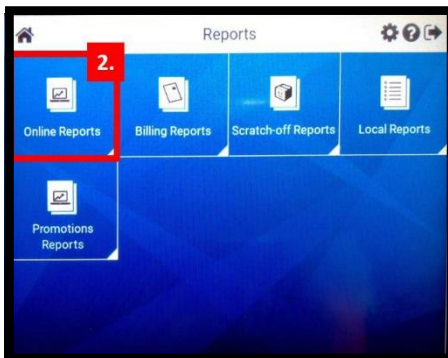 Reports
2.
Online Reports
Billing Reports
Scratch-off Reports
Local Reports
Promotions
Reports